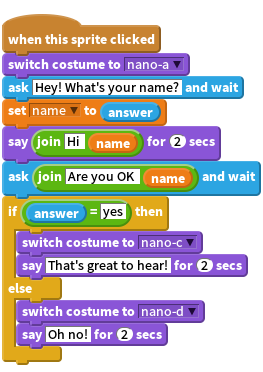 when this sprite clicked
switch costume to nano-a
ask Hey! What's your name? and wait
set name to answer
say join Hi name for 2 secs
ask join Are you OK name and wait
if answer = yes then
switch costume to nano-c
say That's great to hear! for 2 secs
else
switch costume to nano-d
say Oh no! for 2 secs